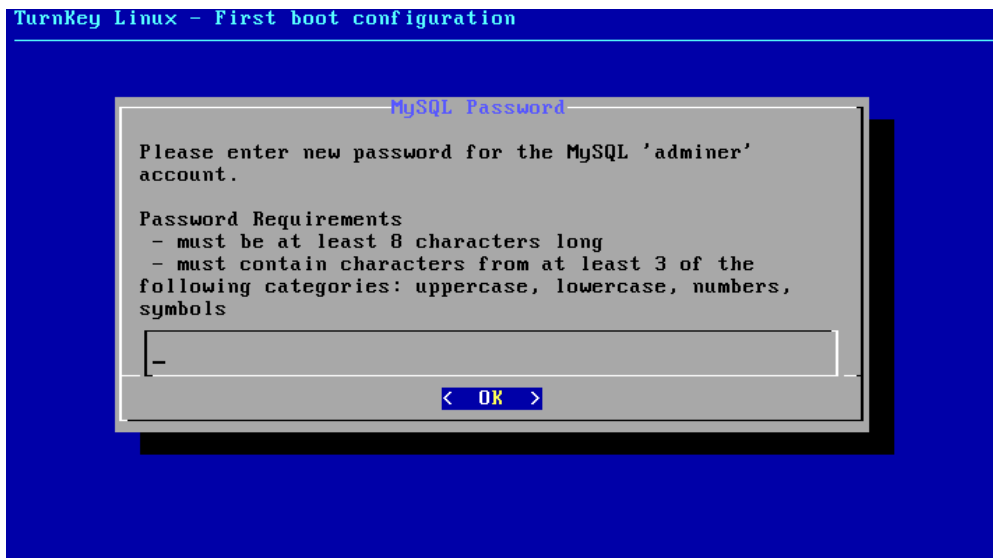 TurnKey Linux - First boot configuration
MySQL Password
Please enter new password for the MySQL 'adminer'
account.
Password Requirements
- must be at least 8 characters long
- must contain characters from at least 3 of the
following categories: uppercase, lowercase, numbers,
symbols
< OK >